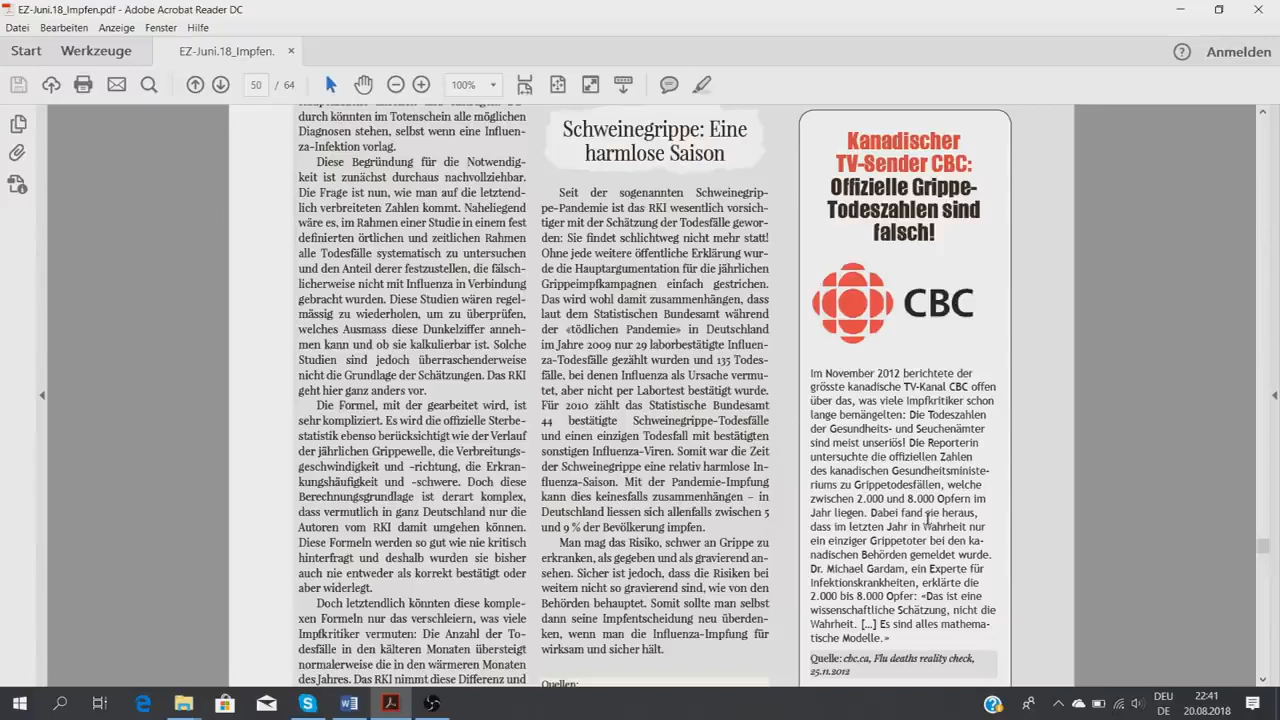 EZ-Juni.18_Impfen.pdf - Adobe Acrobat Reader DC
Datei Bearbeiten Anzeige Fenster Hilfe
Start Werkzeuge EZ-Juni.18_Impfen. × Anmelden
50 / 64 100%
durch könnten im Totenschein alle möglichen
Diagnosen stehen, selbst wenn eine Influen-
za-Infektion vorlag.
Diese Begründung für die Notwendig-
keit ist zunächst durchaus nachvollziehbar.
Die Frage ist nun, wie man auf die letztend-
lich verbreiteten Zahlen kommt. Naheliegend
wäre es, im Rahmen einer Studie in einem fest
definierten örtlichen und zeitlichen Rahmen
alle Todesfälle systematisch zu untersuchen
und den Anteil derer festzustellen, die fälsch-
licherweise nicht mit Influenza in Verbindung
gebracht wurden. Diese Studien wären regel-
mässig zu wiederholen, um zu überprüfen,
welches Ausmass diese Dunkelziffer anneh-
men kann und ob sie kalkulierbar ist. Solche
Studien sind jedoch überraschenderweise
nicht die Grundlage der Schätzungen. Das RKI
geht hier ganz anders vor.
Die Formel, mit der gearbeitet wird, ist
sehr kompliziert. Es wird die offizielle Sterbe-
statistik ebenso berücksichtigt wie der Verlauf
der jährlichen Grippewelle, die Verbreitungs-
geschwindigkeit und -richtung, die Erkran-
kungshäufigkeit und -schwere. Doch diese
Berechnungsgrundlage ist derart komplex,
dass vermutlich in ganz Deutschland nur die
Autoren vom RKI damit umgehen können.
Diese Formeln werden so gut wie nie kritisch
hinterfragt und deshalb wurden sie bisher
auch nie entweder als korrekt bestätigt oder
aber widerlegt.
Doch letztendlich könnten diese komple-
xen Formeln nur das verschleiern, was viele
Impfkritiker vermuten: Die Anzahl der To-
desfälle in den kälteren Monaten übersteigt
normalerweise die in den wärmeren Monaten
des Jahres. Das RKI nimmt diese Differenz und
Schweinegrippe: Eine
harmlose Saison
Seit der sogenannten Schweinegrip-
pe-Pandemie ist das RKI wesentlich vorsich-
tiger mit der Schätzung der Todesfälle gewor-
den: Sie findet schlichtweg nicht mehr statt!
Ohne jede weitere öffentliche Erklärung wur-
de die Hauptargumentation für die jährlichen
Grippeimpfkampagnen einfach gestrichen.
Das wird wohl damit zusammenhängen, dass
laut dem Statistischen Bundesamt während
der «tödlichen Pandemie» in Deutschland
im Jahre 2009 nur 29 laborbestätigte Influen-
za-Todesfälle gezählt wurden und 135 Todes-
fälle, bei denen Influenza als Ursache vermu-
tet, aber nicht per Labortest bestätigt wurde.
Für 2010 zählt das Statistische Bundesamt
44 bestätigte Schweinegrippe-Todesfälle
und einen einzigen Todesfall mit bestätigten
sonstigen Influenza-Viren. Somit war die Zeit
der Schweinegrippe eine relativ harmlose In-
fluenza-Saison. Mit der Pandemie-Impfung
kann dies keinesfalls zusammenhängen – in
Deutschland liessen sich allenfalls zwischen 5
und 9 % der Bevölkerung impfen.
Man mag das Risiko, schwer an Grippe zu
erkranken, als gegeben und als gravierend an-
sehen. Sicher ist jedoch, dass die Risiken bei
weitem nicht so gravierend sind, wie von den
Behörden behauptet. Somit sollte man selbst
dann seine Impfentscheidung neu überden-
ken, wenn man die Influenza-Impfung für
wirksam und sicher hält.
Quellen:
Kanadischer
TV-Sender CBC:
Offizielle Grippe-
Todeszahlen sind
falsch!
CBC
Im November 2012 berichtete der
grösste kanadische TV-Kanal CBC offen
über das, was viele Impfkritiker schon
lange bemängelten: Die Todeszahlen
der Gesundheits- und Seuchenämter
sind meist unseriös! Die Reporterin
untersuchte die offiziellen Zahlen
des kanadischen Gesundheitsministe-
riums zu Grippetodesfällen, welche
zwischen 2.000 und 8.000 Opfern im
Jahr liegen. Dabei fand sie heraus,
dass im letzten Jahr in Wahrheit nur
ein einziger Grippetoter bei den ka-
nadischen Behörden gemeldet wurde.
Dr. Michael Gardam, ein Experte für
Infektionskrankheiten, erklärte die
2.000 bis 8.000 Opfer: «Das ist eine
wissenschaftliche Schätzung, nicht die
Wahrheit. [...] Es sind alles mathema-
tische Modelle.»
Quelle: cbc.ca, Flu deaths reality check,
25.11.2012
DEU 22:41
DE 20.08.2018